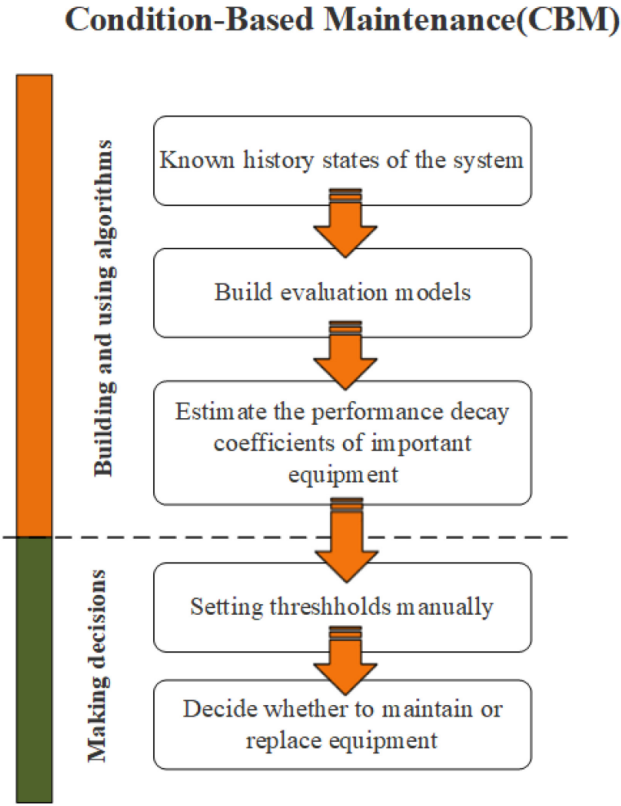 Condition-Based Maintenance(CBM)
Building and using algorithms
Known history states of the system
Build evaluation models
Estimate the performance decay
coefficients of important
equipment
Making decisions
Setting threshholds manually
Decide whether to maintain or
replace equipment